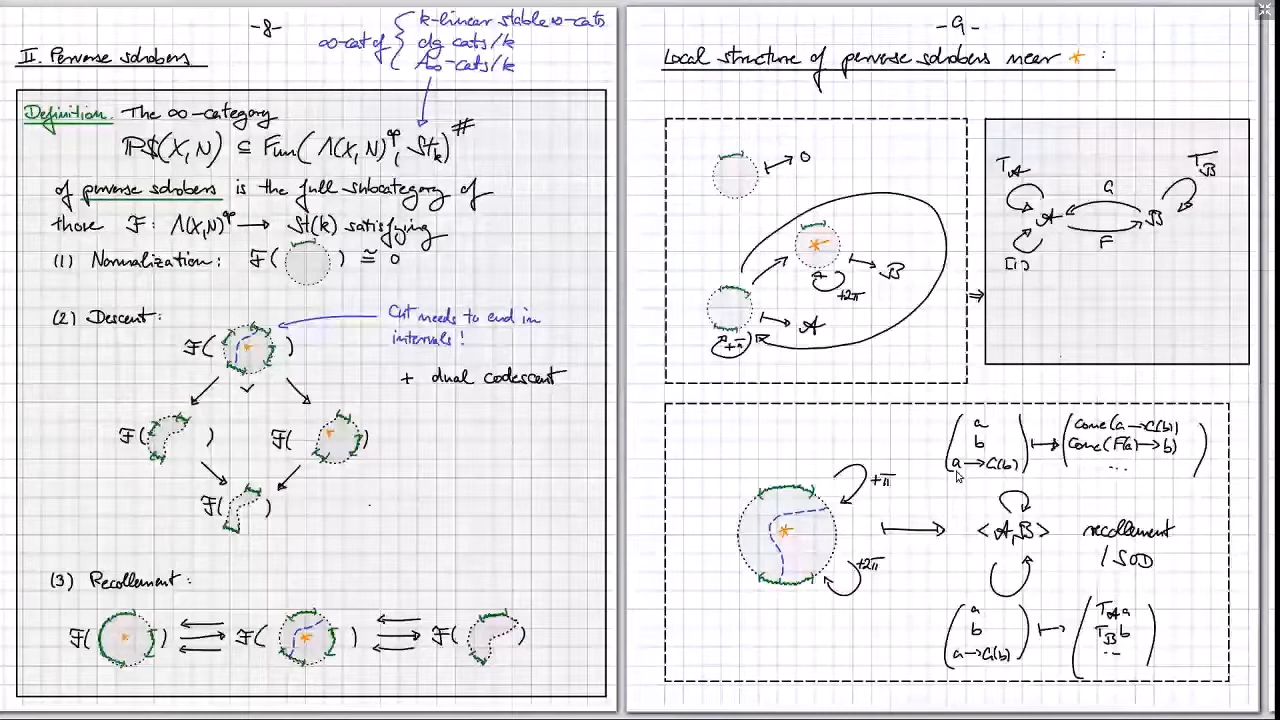 -8-
II. Perverse schobers
∞-cat of { k-linear stable ∞-cats
dg cats/k
A∞-cats/k
Definition. The ∞-category
PS(X,N) ⊆ Fun(Λ(X,N)^op, St_k)^#
of perverse schobers is the full subcategory of
those F: Λ(X,N)^op → St(k) satisfying
(1) Normalization: F( ) ≅ 0
(2) Descent:
Cut needs to end in
intervals!
F( )
+ dual codescent
F( ) F( )
F( )
(3) Recollement:
F( ) F( ) F( )
-9-
Local structure of perverse schobers near * :
↦ 0
* ↦ B
+2π
↦ A
+π
⇒
T_A G T_B
A B
F
[1]
(a
b
a→G(b)) ↦ (cone(a→G(b))
cone(F(a)→b)
...)
+π
* ↦ <A,B> recollement
/ SOD
+2π
(a
b
a→G(b)) ↦ (T_A a
T_B b
...)